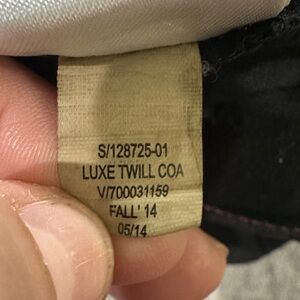 S/128725-01
LUXE TWILL COA
V/700031159
FALL' 14
05/14